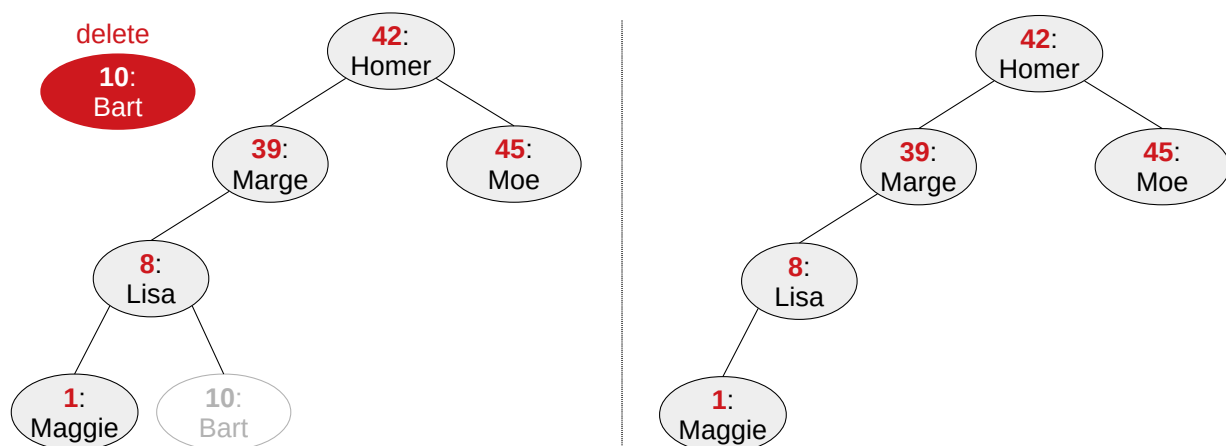 delete
10:
Bart
42:
Homer
39:
Marge
45:
Moe
8:
Lisa
1:
Maggie
10:
Bart
42:
Homer
39:
Marge
45:
Moe
8:
Lisa
1:
Maggie